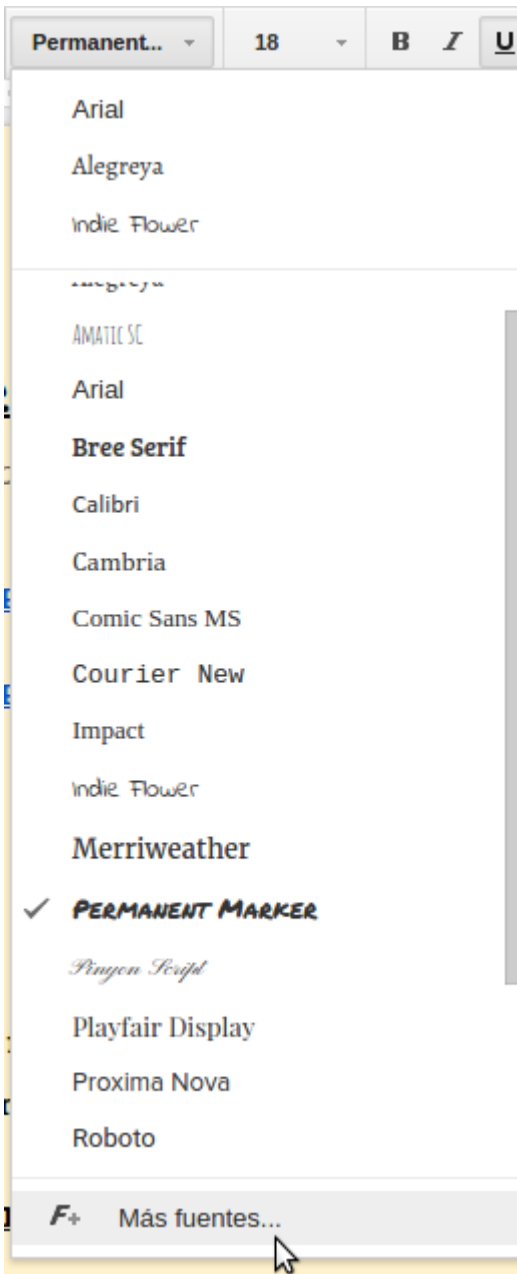 Permanent... 18 B I U
Arial
Alegreya
Indie Flower
Alegreya
AMATIC SC
Arial
Bree Serif
Calibri
Cambria
Comic Sans MS
Courier New
Impact
Indie Flower
Merriweather
PERMANENT MARKER
Pinyon Script
Playfair Display
Proxima Nova
Roboto
F+ Más fuentes...